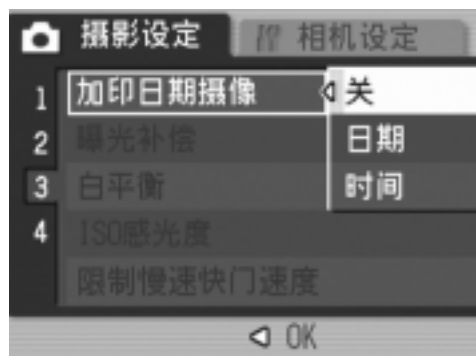 摄影设定 相机设定
1 加印日期摄像 关
2 曝光补偿 日期
3 白平衡 时间
4 ISO感光度
限制慢速快门速度
OK